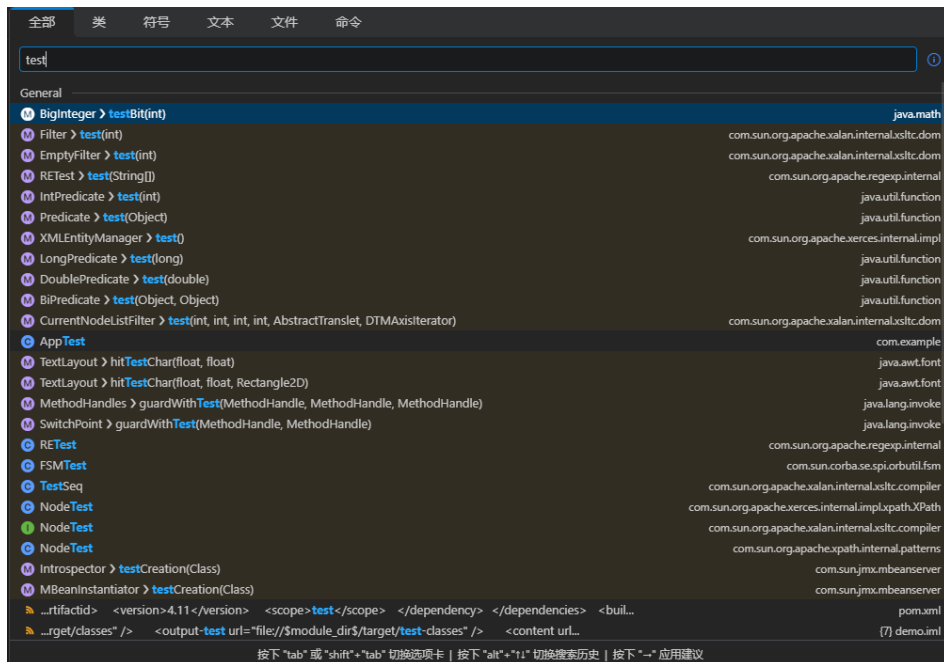 全部 类 符号 文本 文件 命令
test
General
BigInteger > testBit(int) java.math
Filter > test(int) com.sun.org.apache.xalan.internal.xsltc.dom
EmptyFilter > test(int) com.sun.org.apache.xalan.internal.xsltc.dom
RETest > test(String[]) com.sun.org.apache.regexp.internal
IntPredicate > test(int) java.util.function
Predicate > test(Object) java.util.function
XMLEntityManager > test() com.sun.org.apache.xerces.internal.impl
LongPredicate > test(long) java.util.function
DoublePredicate > test(double) java.util.function
BiPredicate > test(Object, Object) java.util.function
CurrentNodeListFilter > test(int, int, int, int, AbstractTranslet, DTMAxisIterator) com.sun.org.apache.xalan.internal.xsltc.dom
AppTest com.example
TextLayout > hitTestChar(float, float) java.awt.font
TextLayout > hitTestChar(float, float, Rectangle2D) java.awt.font
MethodHandles > guardWithTest(MethodHandle, MethodHandle, MethodHandle) java.lang.invoke
SwitchPoint > guardWithTest(MethodHandle, MethodHandle) java.lang.invoke
RETest com.sun.org.apache.regexp.internal
FSMTest com.sun.corba.se.spi.orbutil.fsm
TestSeq com.sun.org.apache.xalan.internal.xsltc.compiler
NodeTest com.sun.org.apache.xerces.internal.impl.xpath.XPath
NodeTest com.sun.org.apache.xalan.internal.xsltc.compiler
NodeTest com.sun.org.apache.xpath.internal.patterns
Introspector > testCreation(Class) com.sun.jmx.mbeanserver
MBeanInstantiator > testCreation(Class) com.sun.jmx.mbeanserver
...rtifactid> <version>4.11</version> <scope>test</scope> </dependency> </dependencies> <buil... pom.xml
...rget/classes" /> <output-test url="file://$module_dir$/target/test-classes" /> <content url... {7} demo.iml
按下 "tab" 或 "shift"+"tab" 切换选项卡 | 按下 "alt"+"↑↓" 切换搜索历史 | 按下 "→" 应用建议